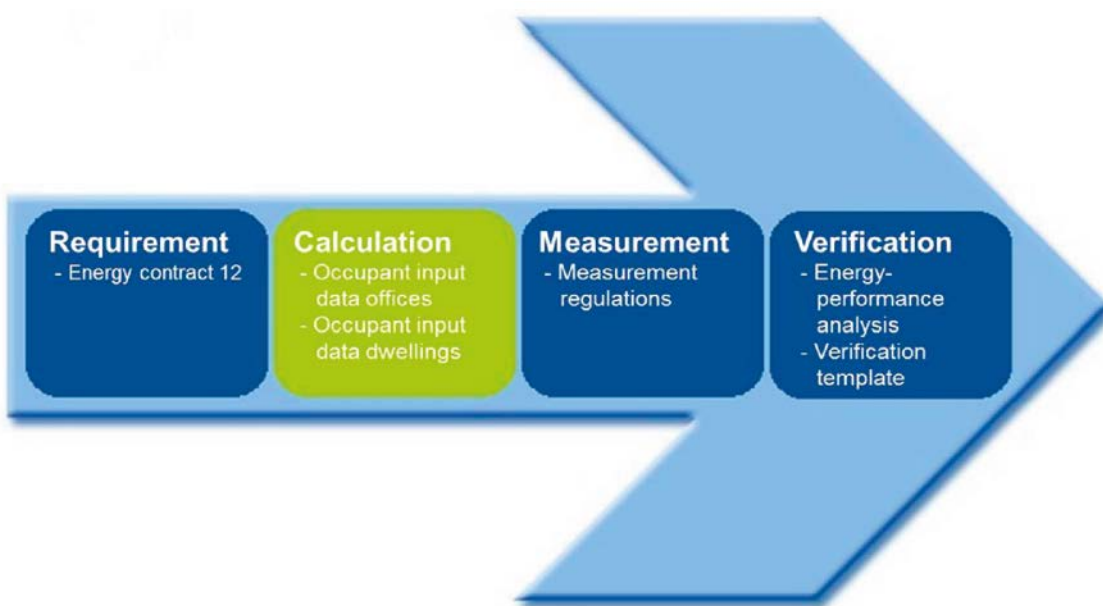 Requirement
- Energy contract 12
Calculation
- Occupant input
data offices
- Occupant input
data dwellings
Measurement
- Measurement
regulations
Verification
- Energy-
performance
analysis
- Verification
template